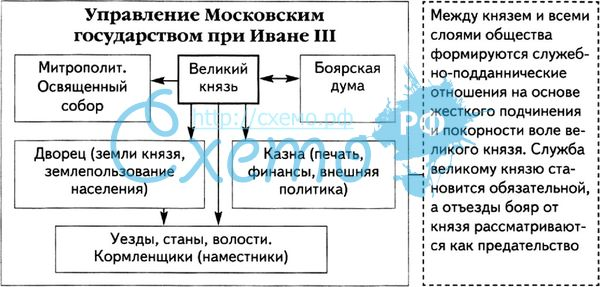 Управление Московским
государством при Иване III
Митрополит.
Освященный
собор
Великий
князь
Боярская
дума
Дворец (земли князя,
землепользование
населения)
Казна (печать,
финансы, внешняя
политика)
Уезды, станы, волости.
Кормленщики (наместники)
Между князем и всеми
слоями общества
формируются служеб-
но-подданнические
отношения на основе
жесткого подчинения
и покорности воле ве-
ликого князя. Служба
великому князю ста-
новится обязательной,
а отъезды бояр от
князя рассматривают-
ся как предательство
http://схемо.рф
Схемо
РФ